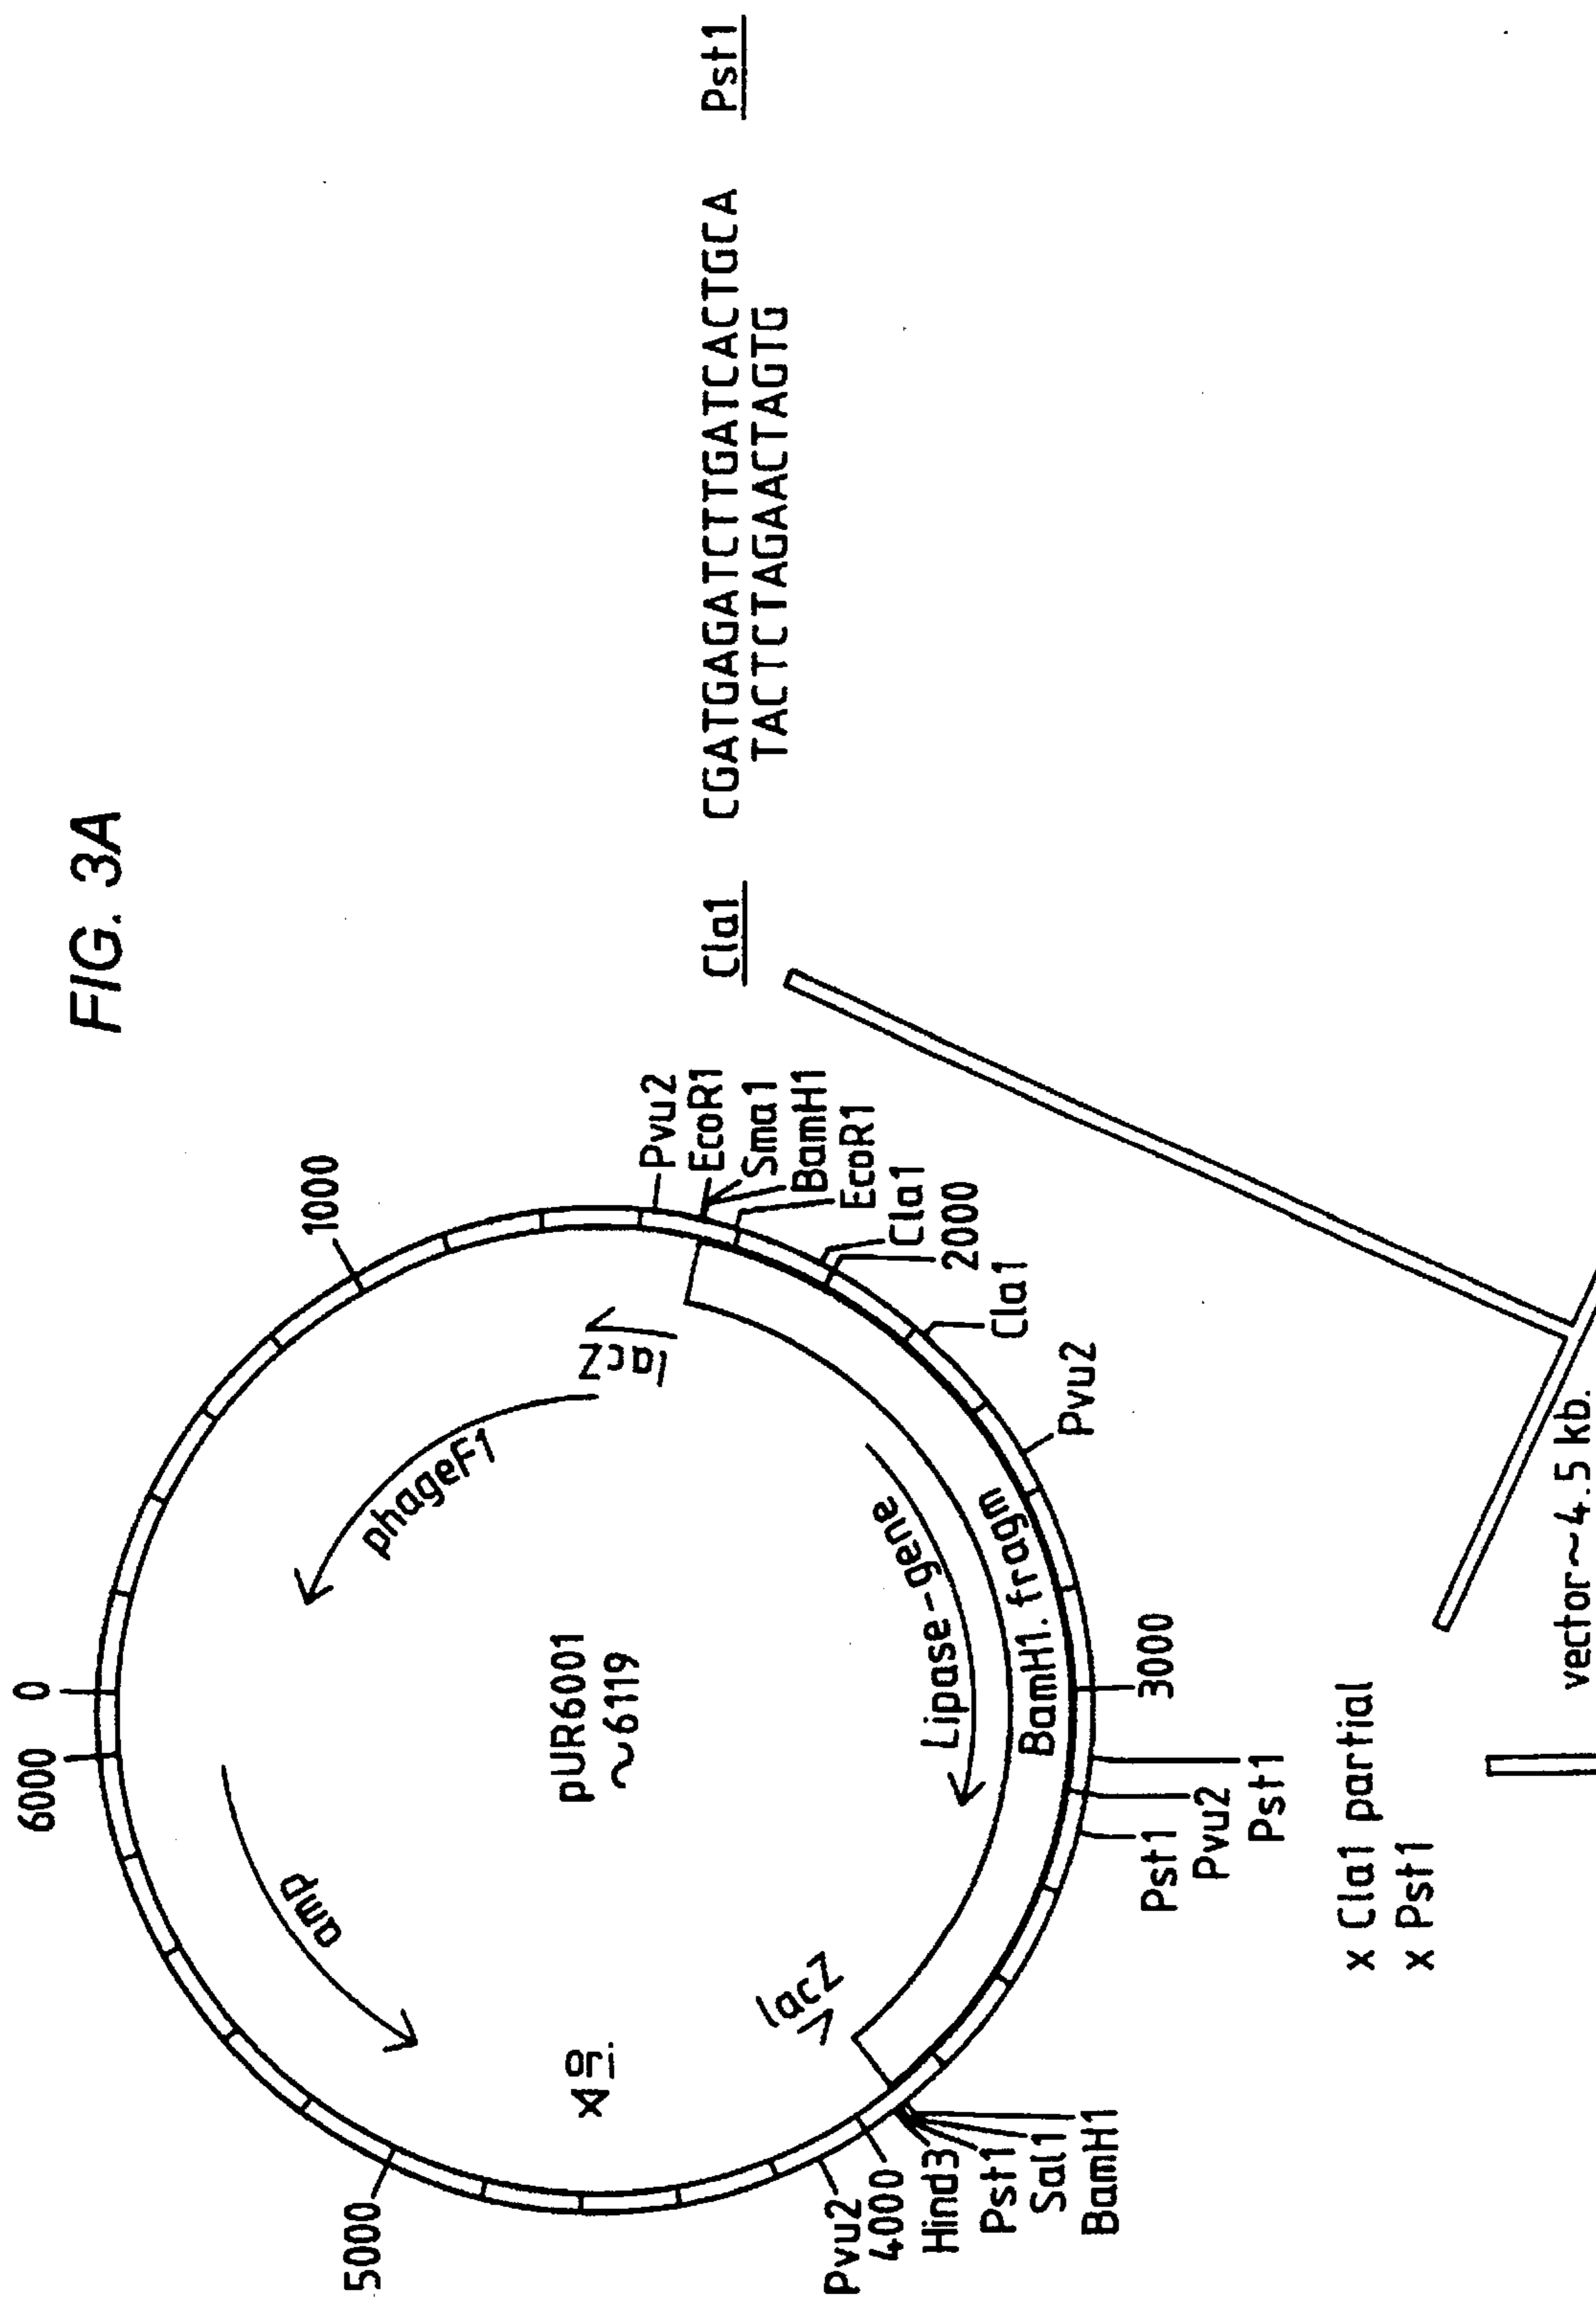 FIG. 3A
0
6000
1000
5000
amp
phageF1
lacZ
pUR6001
~6119
ori.
lacZ
Lipase-gene
BamH1. fragm
Pvu2
EcoR1
Sma1
BamH1
EcoR1
Cla1
2000
Cla1
Pvu2
3000
Pst1
Pvu2
Pst1
Pvu2
4000
Hind3
Pst1
Sal1
BamH1
Cla1 CGATGAGATCTTGATCACTGCA Pst1
TACTCTAGAACTAGTG
x Cla1 partial
x Pst1
vector~4.5 kb.